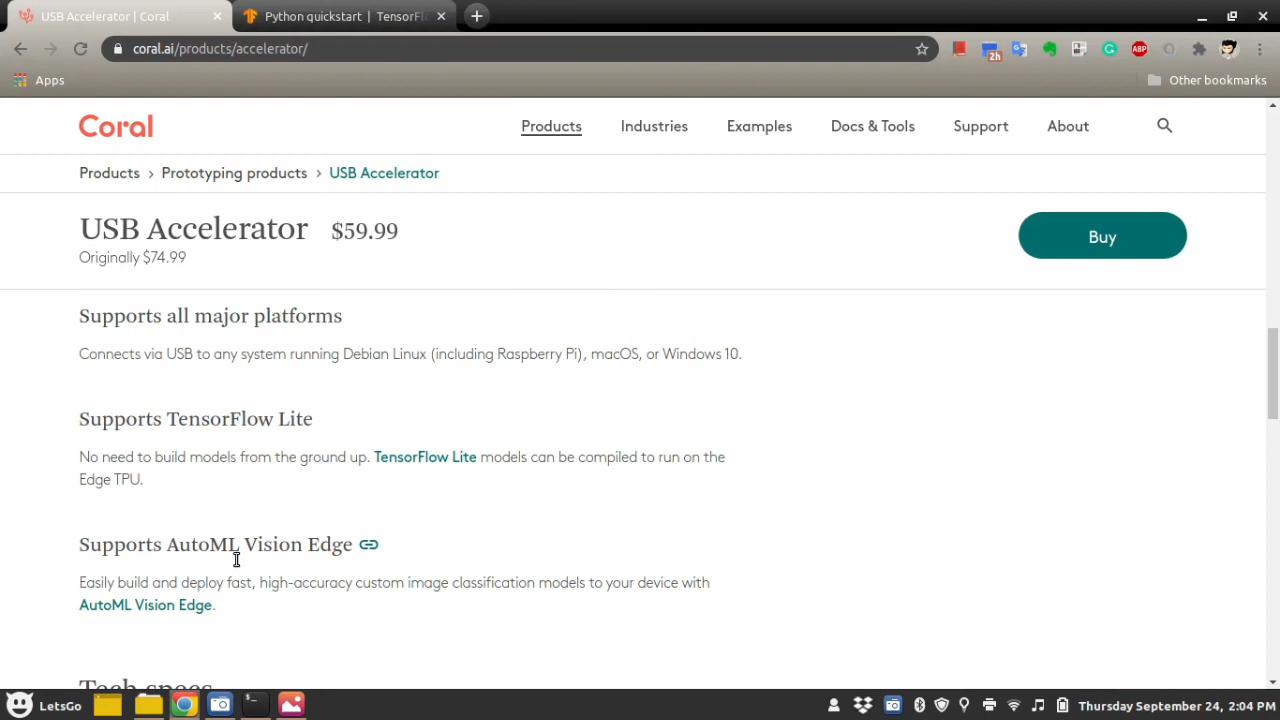 USB Accelerator | Coral
Python quickstart | TensorFl
coral.ai/products/accelerator/
2h
ABP
Apps
Other bookmarks
Coral
Products
Industries
Examples
Docs & Tools
Support
About
Products > Prototyping products > USB Accelerator
USB Accelerator $59.99
Originally $74.99
Buy
Supports all major platforms
Connects via USB to any system running Debian Linux (including Raspberry Pi), macOS, or Windows 10.
Supports TensorFlow Lite
No need to build models from the ground up. TensorFlow Lite models can be compiled to run on the
Edge TPU.
Supports AutoML Vision Edge
Easily build and deploy fast, high-accuracy custom image classification models to your device with
AutoML Vision Edge.
Tech specs
LetsGo
Thursday September 24, 2:04 PM